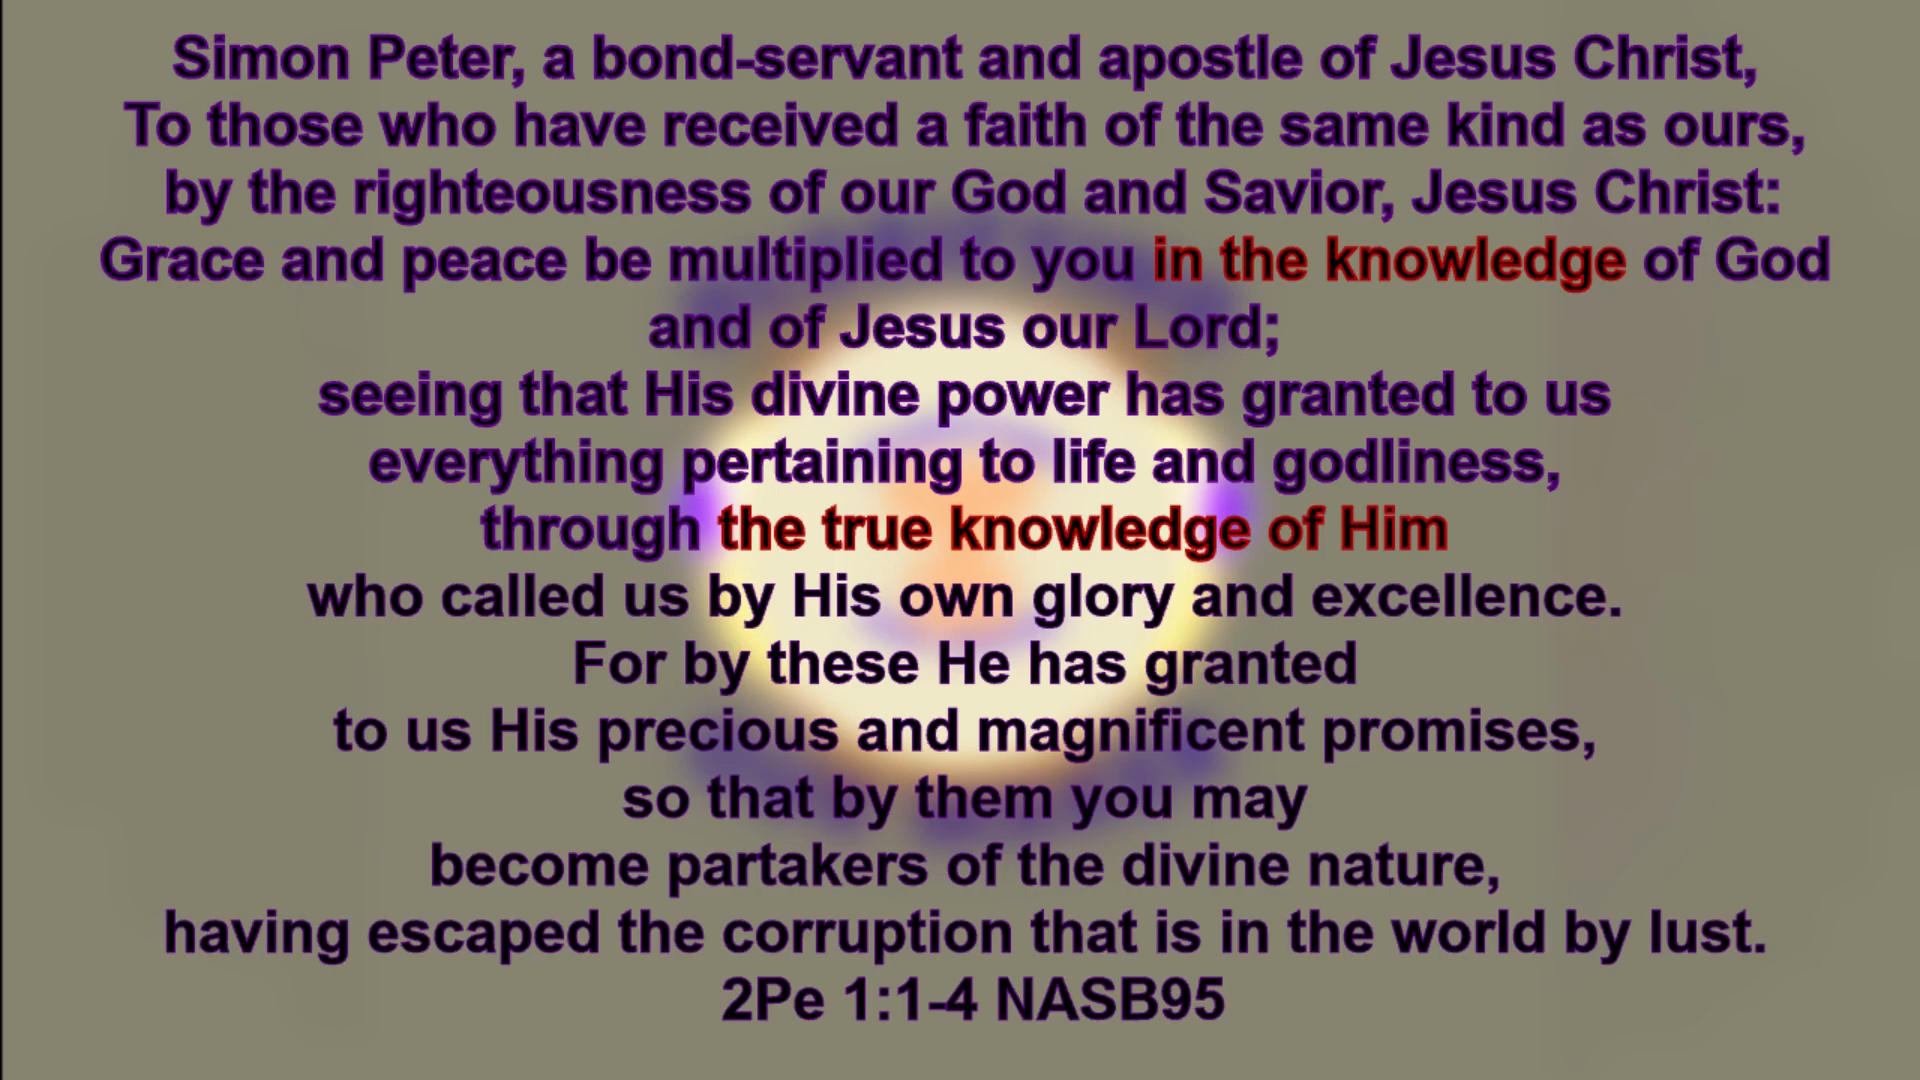 Simon Peter, a bond-servant and apostle of Jesus Christ,
To those who have received a faith of the same kind as ours,
by the righteousness of our God and Savior, Jesus Christ:
Grace and peace be multiplied to you in the knowledge of God
and of Jesus our Lord;
seeing that His divine power has granted to us
everything pertaining to life and godliness,
through the true knowledge of Him
who called us by His own glory and excellence.
For by these He has granted
to us His precious and magnificent promises,
so that by them you may
become partakers of the divine nature,
having escaped the corruption that is in the world by lust.
2Pe 1:1-4 NASB95